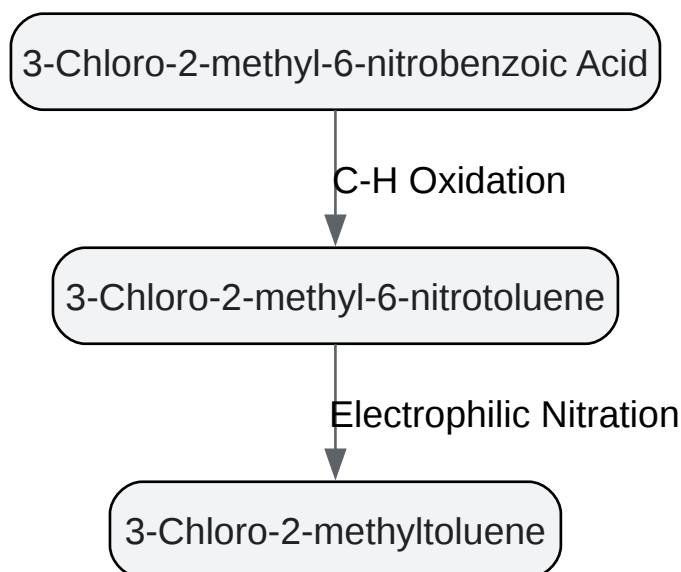 3-Chloro-2-methyl-6-nitrobenzoic Acid
C-H Oxidation
3-Chloro-2-methyl-6-nitrotoluene
Electrophilic Nitration
3-Chloro-2-methyltoluene